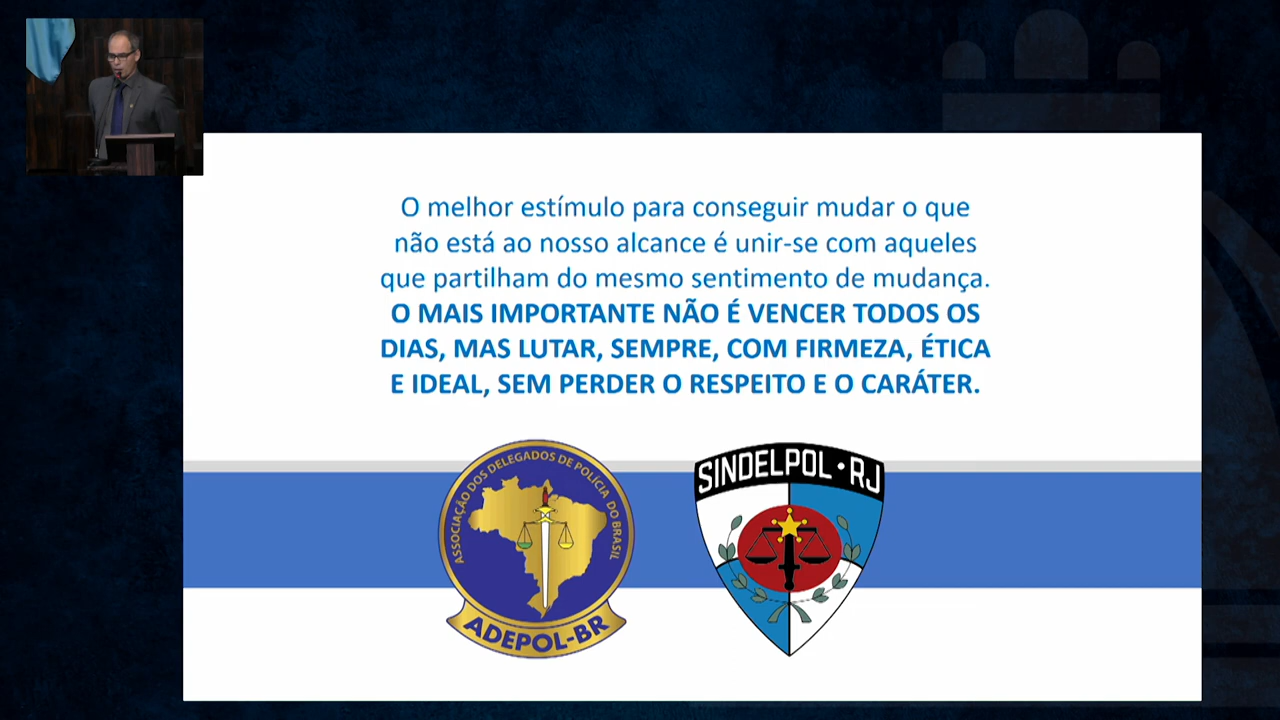 O melhor estímulo para conseguir mudar o que
não está ao nosso alcance é unir-se com aqueles
que partilham do mesmo sentimento de mudança.
O MAIS IMPORTANTE NÃO É VENCER TODOS OS
DIAS, MAS LUTAR, SEMPRE, COM FIRMEZA, ÉTICA
E IDEAL, SEM PERDER O RESPEITO E O CARÁTER.
ASSOCIAÇÃO DOS DELEGADOS DE POLÍCIA DO BRASIL
ADEPOL-BR
SINDELPOL • RJ